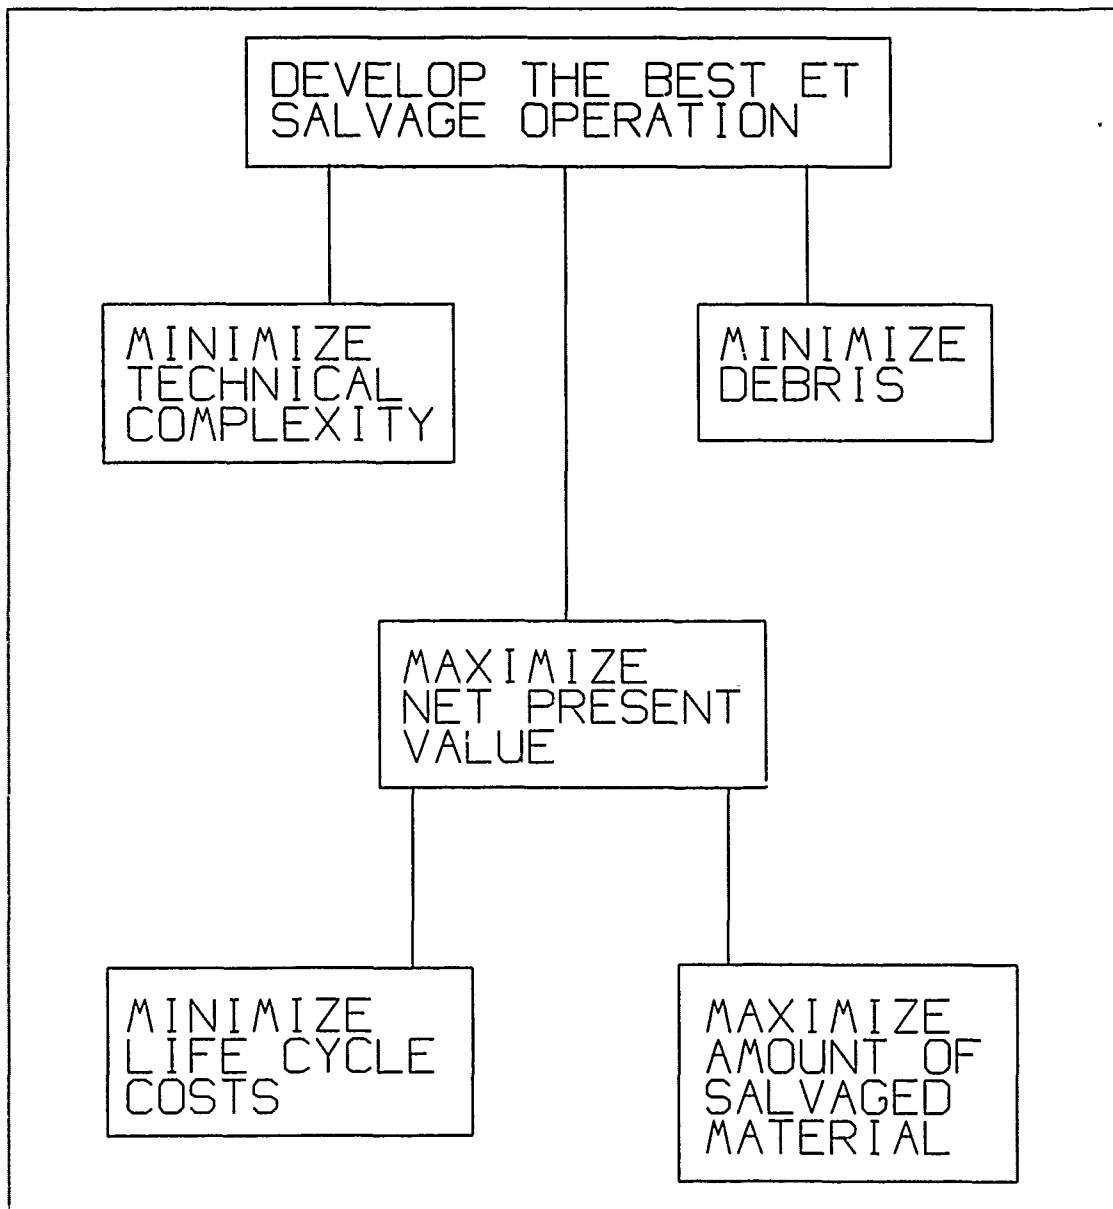 DEVELOP THE BEST ET
SALVAGE OPERATION
MINIMIZE
TECHNICAL
COMPLEXITY
MINIMIZE
DEBRIS
MAXIMIZE
NET PRESENT
VALUE
MINIMIZE
LIFE CYCLE
COSTS
MAXIMIZE
AMOUNT OF
SALVAGED
MATERIAL